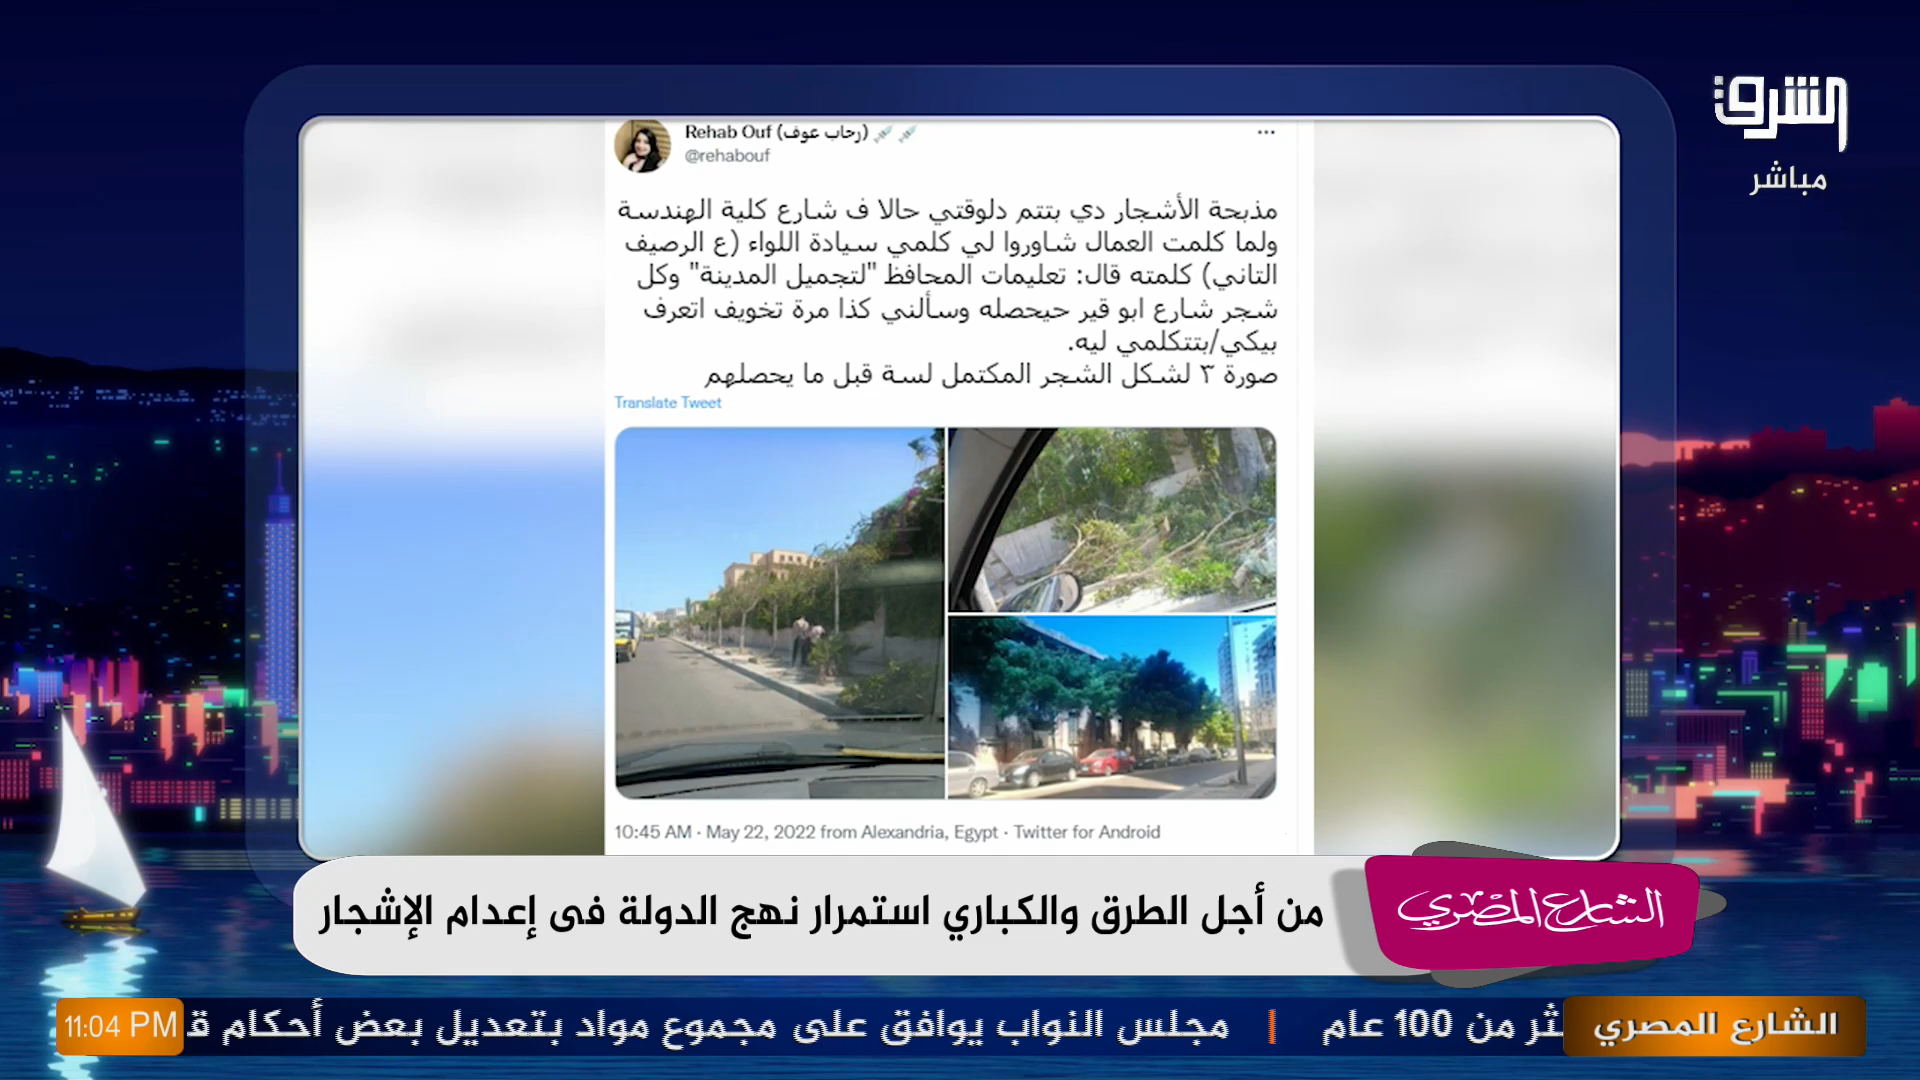 الشرق
مباشر
Rehab Ouf (رحاب عوف)
@rehabouf
مذبحة الأشجار دي بتتم دلوقتي حالا ف شارع كلية الهندسة
ولما كلمت العمال شاوروا لي كلمي سيادة اللواء (ع الرصيف
التاني) كلمته قال: تعليمات المحافظ "لتجميل المدينة" وكل
شجر شارع ابو قير حيحصله وسألني كذا مرة تخويف اتعرف
بيكي/بتتكلمي ليه.
صورة ٣ لشكل الشجر المكتمل لسة قبل ما يحصلهم
Translate Tweet
10:45 AM · May 22, 2022 from Alexandria, Egypt · Twitter for Android
الشارع المصري
من أجل الطرق والكباري استمرار نهج الدولة فى إعدام الإشجار
الشارع المصري
ثر من 100 عام | مجلس النواب يوافق على مجموع مواد بتعديل بعض أحكام ق
11:04 PM